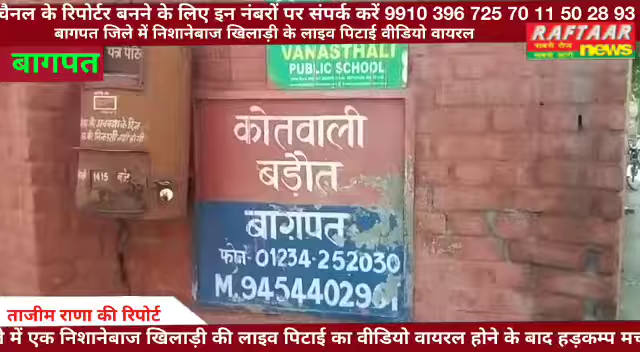 चैनल के रिपोर्टर बनने के लिए इन नंबरों पर संपर्क करें 9910 396 725 70 11 50 28 93
बागपत जिले में निशानेबाज खिलाड़ी के लाइव पिटाई वीडियो वायरल
RAFTAAR
news
बागपत
पत्र पेटि
VANASTHALI
PUBLIC SCHOOL
कोतवाली
बड़ौत
बागपत
फोन- 01234-252030
M.9454402961
ताजीम राणा की रिपोर्ट
में एक निशानेबाज खिलाड़ी की लाइव पिटाई का वीडियो वायरल होने के बाद हड़कम्प